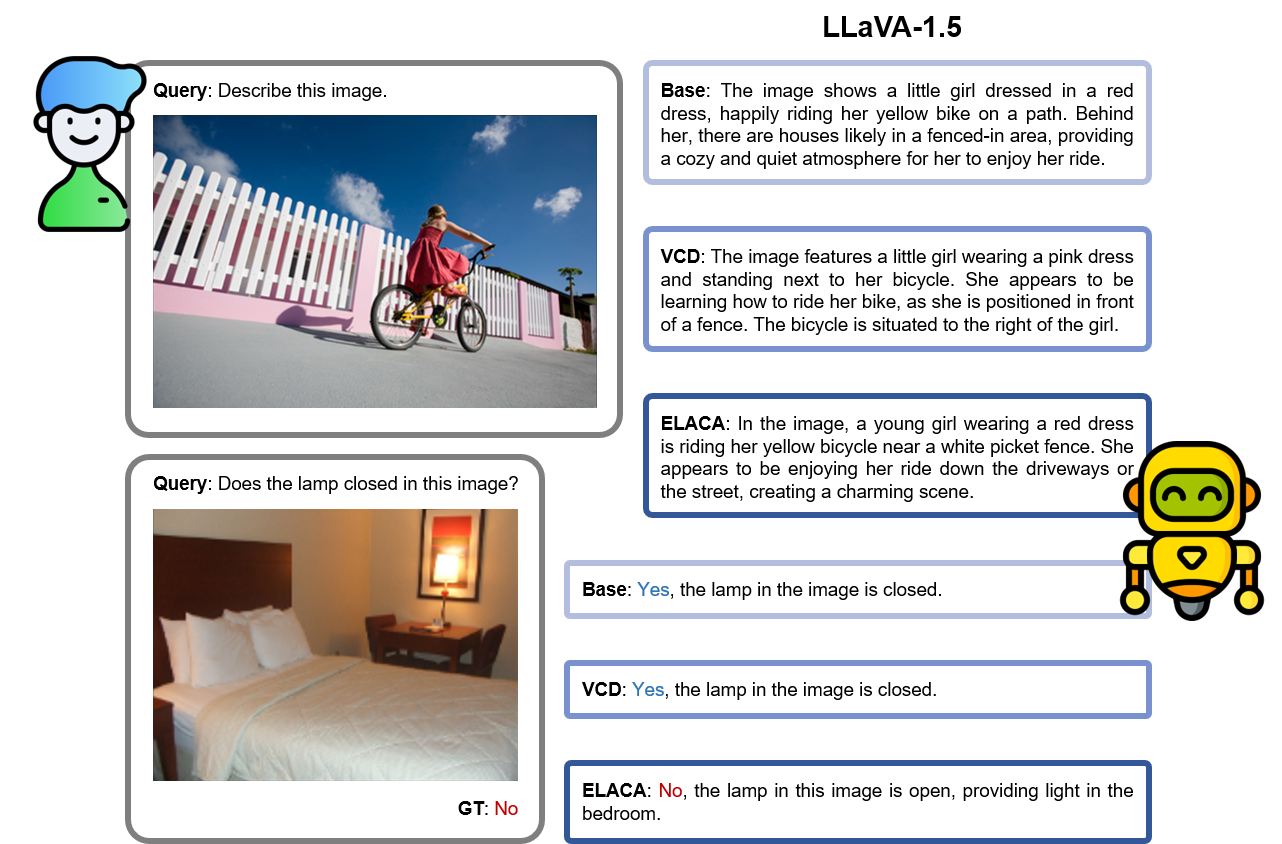 LLaVA-1.5
Query: Describe this image.
Base: The image shows a little girl dressed in a red
dress, happily riding her yellow bike on a path. Behind
her, there are houses likely in a fenced-in area, providing
a cozy and quiet atmosphere for her to enjoy her ride.
VCD: The image features a little girl wearing a pink dress
and standing next to her bicycle. She appears to be
learning how to ride her bike, as she is positioned in front
of a fence. The bicycle is situated to the right of the girl.
ELACA: In the image, a young girl wearing a red dress
is riding her yellow bicycle near a white picket fence. She
appears to be enjoying her ride down the driveways or
the street, creating a charming scene.
Query: Does the lamp closed in this image?
GT: No
Base: Yes, the lamp in the image is closed.
VCD: Yes, the lamp in the image is closed.
ELACA: No, the lamp in this image is open, providing light in the
bedroom.